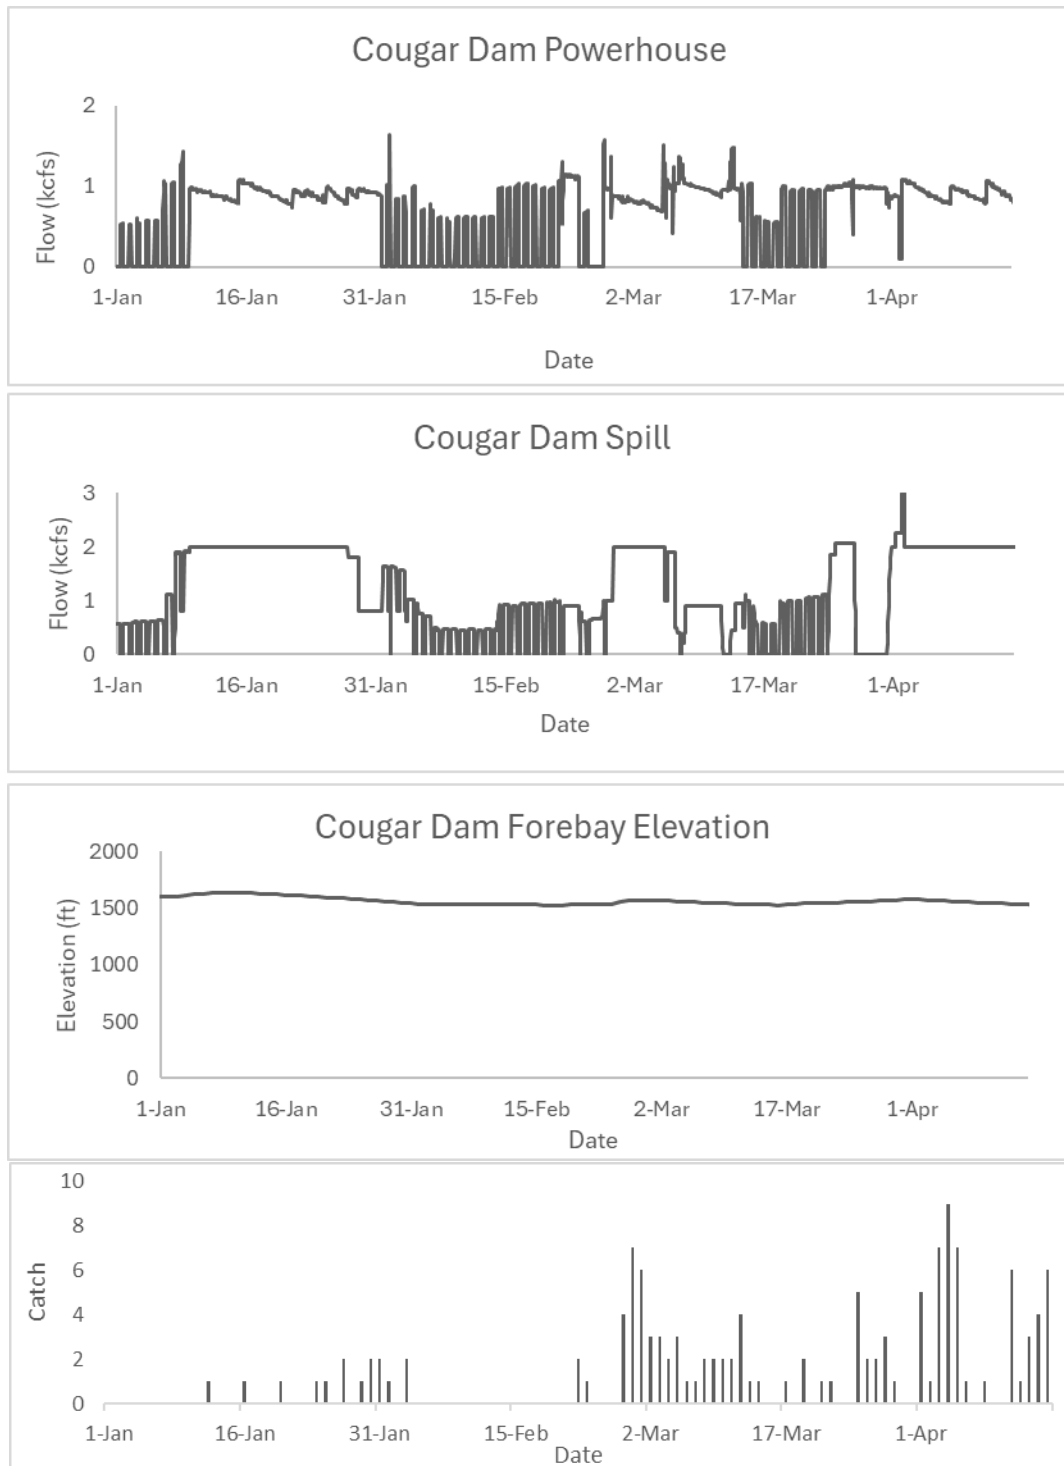 Cougar Dam Powerhouse
2
1
0
Flow (kcfs)
1-Jan 16-Jan 31-Jan 15-Feb 2-Mar 17-Mar 1-Apr
Date
Cougar Dam Spill
3
2
1
0
Flow (kcfs)
1-Jan 16-Jan 31-Jan 15-Feb 2-Mar 17-Mar 1-Apr
Date
Cougar Dam Forebay Elevation
2000
1500
1000
500
0
Elevation (ft)
1-Jan 16-Jan 31-Jan 15-Feb 2-Mar 17-Mar 1-Apr
Date
10
8
6
4
2
0
Catch
1-Jan 16-Jan 31-Jan 15-Feb 2-Mar 17-Mar 1-Apr
Date